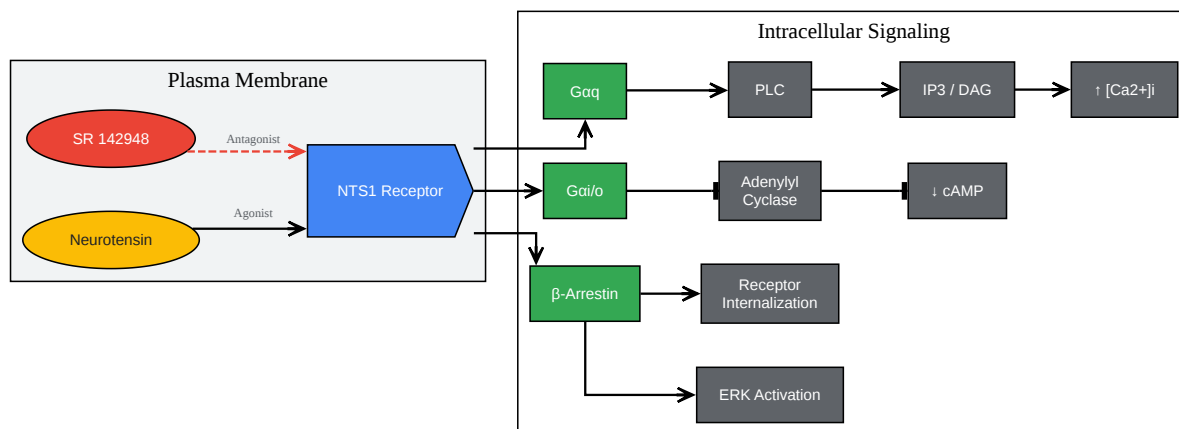 Plasma Membrane
SR 142948
Antagonist
Neurotensin
Agonist
NTS1 Receptor
Intracellular Signaling
Gαq
PLC
IP3 / DAG
↑ [Ca2+]i
Gαi/o
Adenylyl
Cyclase
↓ cAMP
β-Arrestin
Receptor
Internalization
ERK Activation